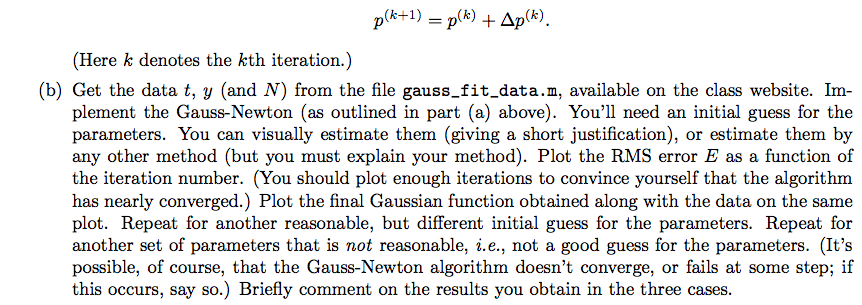 p^(k+1) = p^(k) + Δp^(k).
(Here k denotes the kth iteration.)
(b) Get the data t, y (and N) from the file gauss_fit_data.m, available on the class website. Im-
plement the Gauss-Newton (as outlined in part (a) above). You'll need an initial guess for the
parameters. You can visually estimate them (giving a short justification), or estimate them by
any other method (but you must explain your method). Plot the RMS error E as a function of
the iteration number. (You should plot enough iterations to convince yourself that the algorithm
has nearly converged.) Plot the final Gaussian function obtained along with the data on the same
plot. Repeat for another reasonable, but different initial guess for the parameters. Repeat for
another set of parameters that is not reasonable, i.e., not a good guess for the parameters. (It's
possible, of course, that the Gauss-Newton algorithm doesn't converge, or fails at some step; if
this occurs, say so.) Briefly comment on the results you obtain in the three cases.